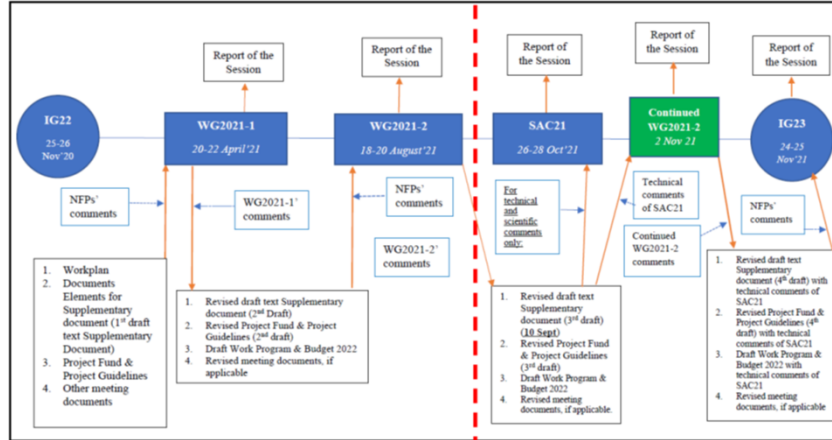 Report of the
Session
Report of the
Session
Report of
the Session
Report of
the Session
Report of the
Session
IG22
25-26
Nov'20
WG2021-1
20-22 April'21
WG2021-2
18-20 August'21
SAC21
26-28 Oct'21
Continued
WG2021-2
2 Nov 21
IG23
24-25
Nov'21
NFPs'
comments
WG2021-1'
comments
NFPs'
comments
WG2021-2'
comments
For
technical
and
scientific
comments
only:
Technical
comments
of SAC21
Continued
WG2021-2
comments
NFPs'
comments
1. Workplan
2. Documents
Elements for
Supplementary
document (1st draft
text Supplementary
Document)
3. Project Fund &
Project Guidelines
4. Other meeting
documents
1. Revised draft text Supplementary
document (2nd Draft)
2. Revised Project Fund & Project
Guidelines (2nd draft)
3. Draft Work Program & Budget 2022
4. Revised meeting documents, if
applicable
1. Revised draft text
Supplementary
document (3rd draft)
(10 Sept)
2. Revised Project Fund
& Project Guidelines
(3rd draft)
3. Draft Work Program &
Budget 2022
4. Revised meeting
documents, if applicable.
1. Revised draft text
Supplementary
document (4th draft) with
technical comments of
SAC21
2. Revised Project Fund &
Project Guidelines (4th
draft) with technical
comments of SAC21
3. Draft Work Program &
Budget 2022 with
technical comments of
SAC21
4. Revised meeting
documents, if applicable